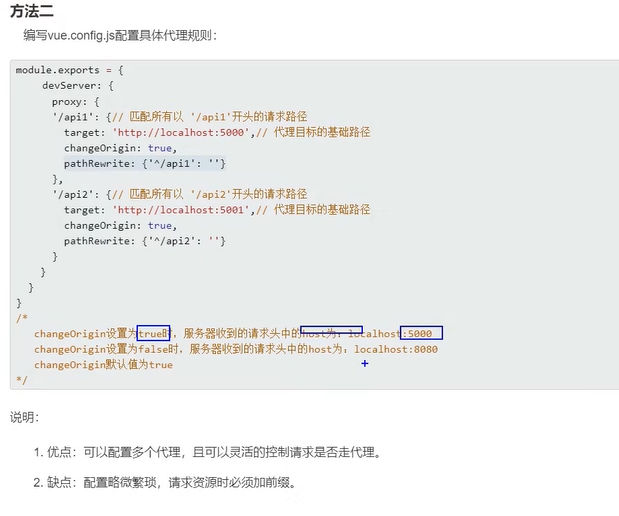 方法二
编写vue.config.js配置具体代理规则：
module.exports = {
devServer: {
proxy: {
'/api1': {// 匹配所有以 '/api1'开头的请求路径
target: 'http://localhost:5000',// 代理目标的基础路径
changeOrigin: true,
pathRewrite: {'^/api1': ''}
},
'/api2': {// 匹配所有以 '/api2'开头的请求路径
target: 'http://localhost:5001',// 代理目标的基础路径
changeOrigin: true,
pathRewrite: {'^/api2': ''}
}
}
}
}
/*
changeOrigin设置为true时，服务器收到的请求头中的host为：localhost:5000
changeOrigin设置为false时，服务器收到的请求头中的host为：localhost:8080
changeOrigin默认值为true
*/
说明：
1. 优点：可以配置多个代理，且可以灵活的控制请求是否走代理。
2. 缺点：配置略微繁琐，请求资源时必须加前缀。